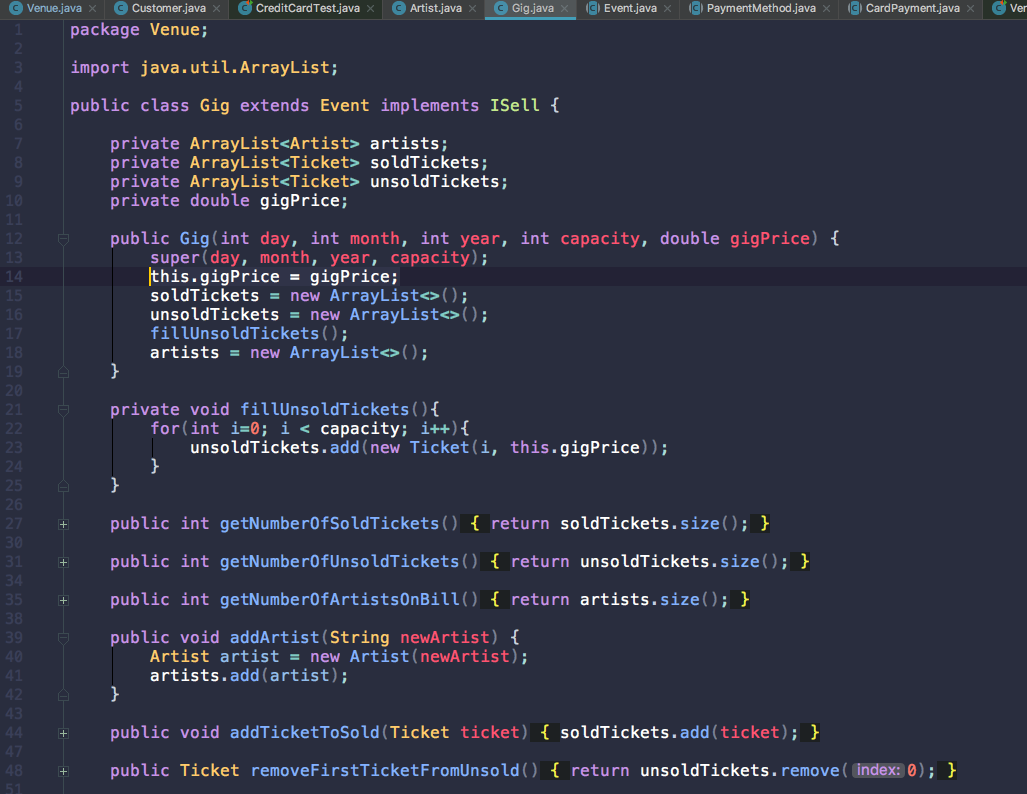 Venue.java × Customer.java × CreditCardTest.java × Artist.java × Gig.java × Event.java × PaymentMethod.java × CardPayment.java × Ver
1 package Venue;
2
3 import java.util.ArrayList;
4
5 public class Gig extends Event implements ISell {
6
7 private ArrayList<Artist> artists;
8 private ArrayList<Ticket> soldTickets;
9 private ArrayList<Ticket> unsoldTickets;
10 private double gigPrice;
11
12 public Gig(int day, int month, int year, int capacity, double gigPrice) {
13 super(day, month, year, capacity);
14 this.gigPrice = gigPrice;
15 soldTickets = new ArrayList<>();
16 unsoldTickets = new ArrayList<>();
17 fillUnsoldTickets();
18 artists = new ArrayList<>();
19 }
20
21 private void fillUnsoldTickets(){
22 for(int i=0; i < capacity; i++){
23 unsoldTickets.add(new Ticket(i, this.gigPrice));
24 }
25 }
26
27 public int getNumberOfSoldTickets() { return soldTickets.size(); }
30
31 public int getNumberOfUnsoldTickets() { return unsoldTickets.size(); }
34
35 public int getNumberOfArtistsOnBill() { return artists.size(); }
38
39 public void addArtist(String newArtist) {
40 Artist artist = new Artist(newArtist);
41 artists.add(artist);
42 }
43
44 public void addTicketToSold(Ticket ticket) { soldTickets.add(ticket); }
47
48 public Ticket removeFirstTicketFromUnsold() { return unsoldTickets.remove( index: 0); }
51